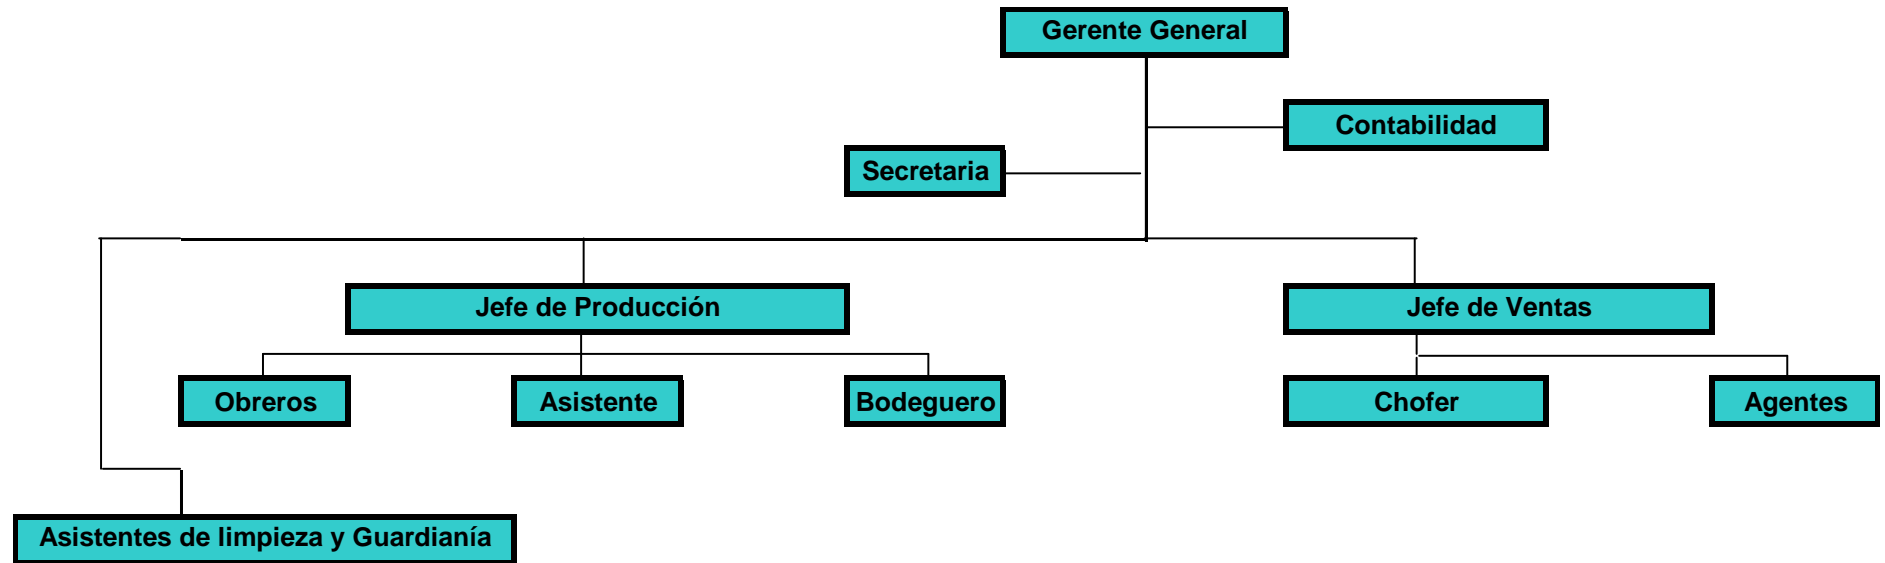 Gerente General
Contabilidad
Secretaria
Jefe de Producción
Jefe de Ventas
Obreros
Asistente
Bodeguero
Chofer
Agentes
Asistentes de limpieza y Guardianía